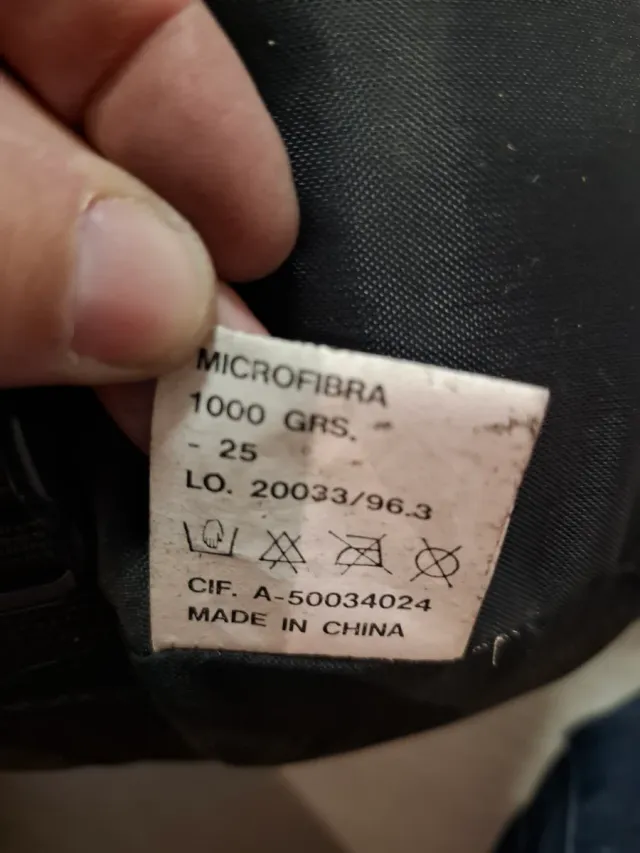 MICROFIBRA
1000 GRS.
- 25
LO. 20033/96.3
CIF. A-50034024
MADE IN CHINA